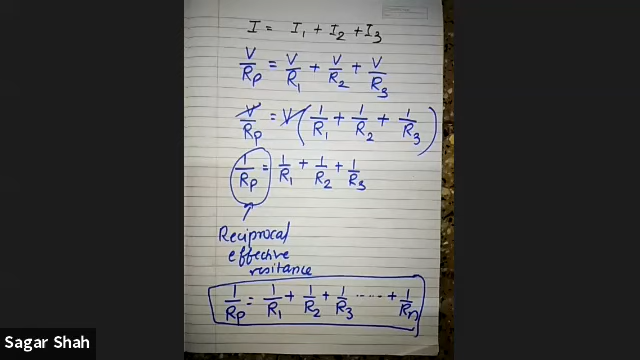 I = I₁ + I₂ + I₃
V/Rp = V/R₁ + V/R₂ + V/R₃
V/Rp = V(1/R₁ + 1/R₂ + 1/R₃)
1/Rp = 1/R₁ + 1/R₂ + 1/R₃
Reciprocal
effective
resitance
1/Rp = 1/R₁ + 1/R₂ + 1/R₃ ...... + 1/Rn
Sagar Shah